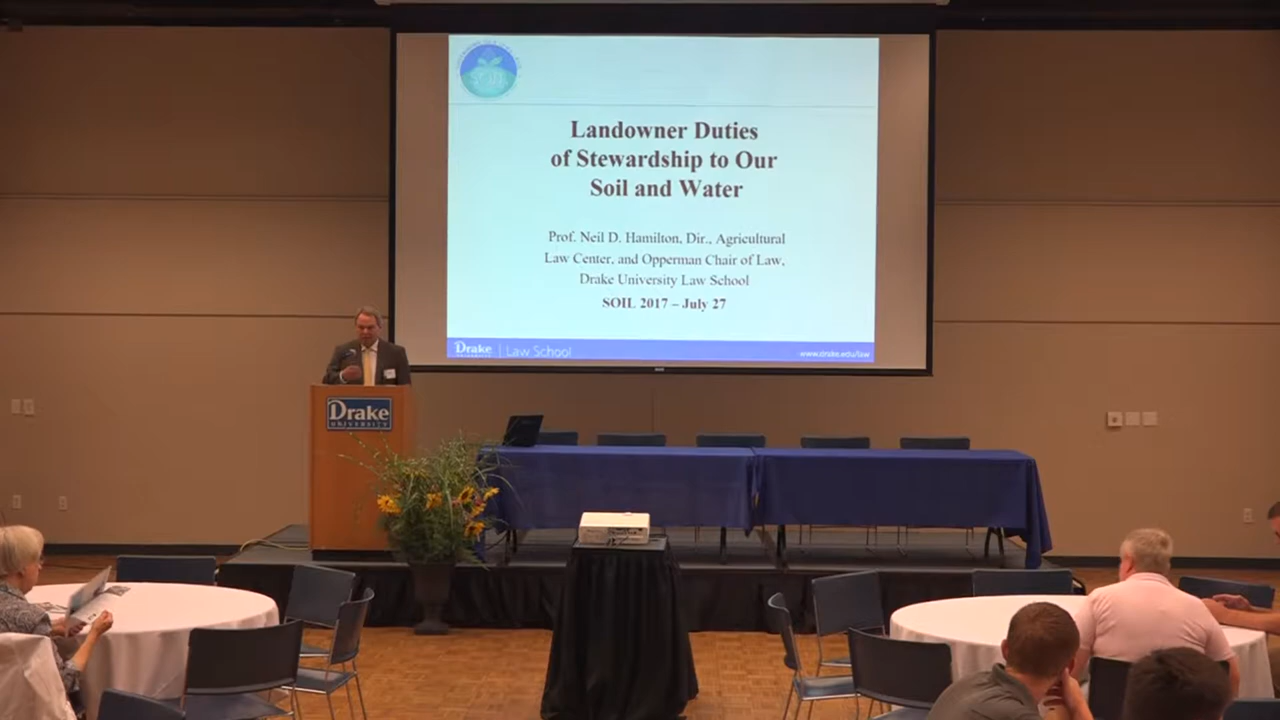 SOIL
Landowner Duties
of Stewardship to Our
Soil and Water
Prof. Neil D. Hamilton, Dir., Agricultural
Law Center, and Opperman Chair of Law,
Drake University Law School
SOIL 2017 – July 27
Drake | Law School
UNIVERSITY
www.drake.edu/law
Drake
UNIVERSITY